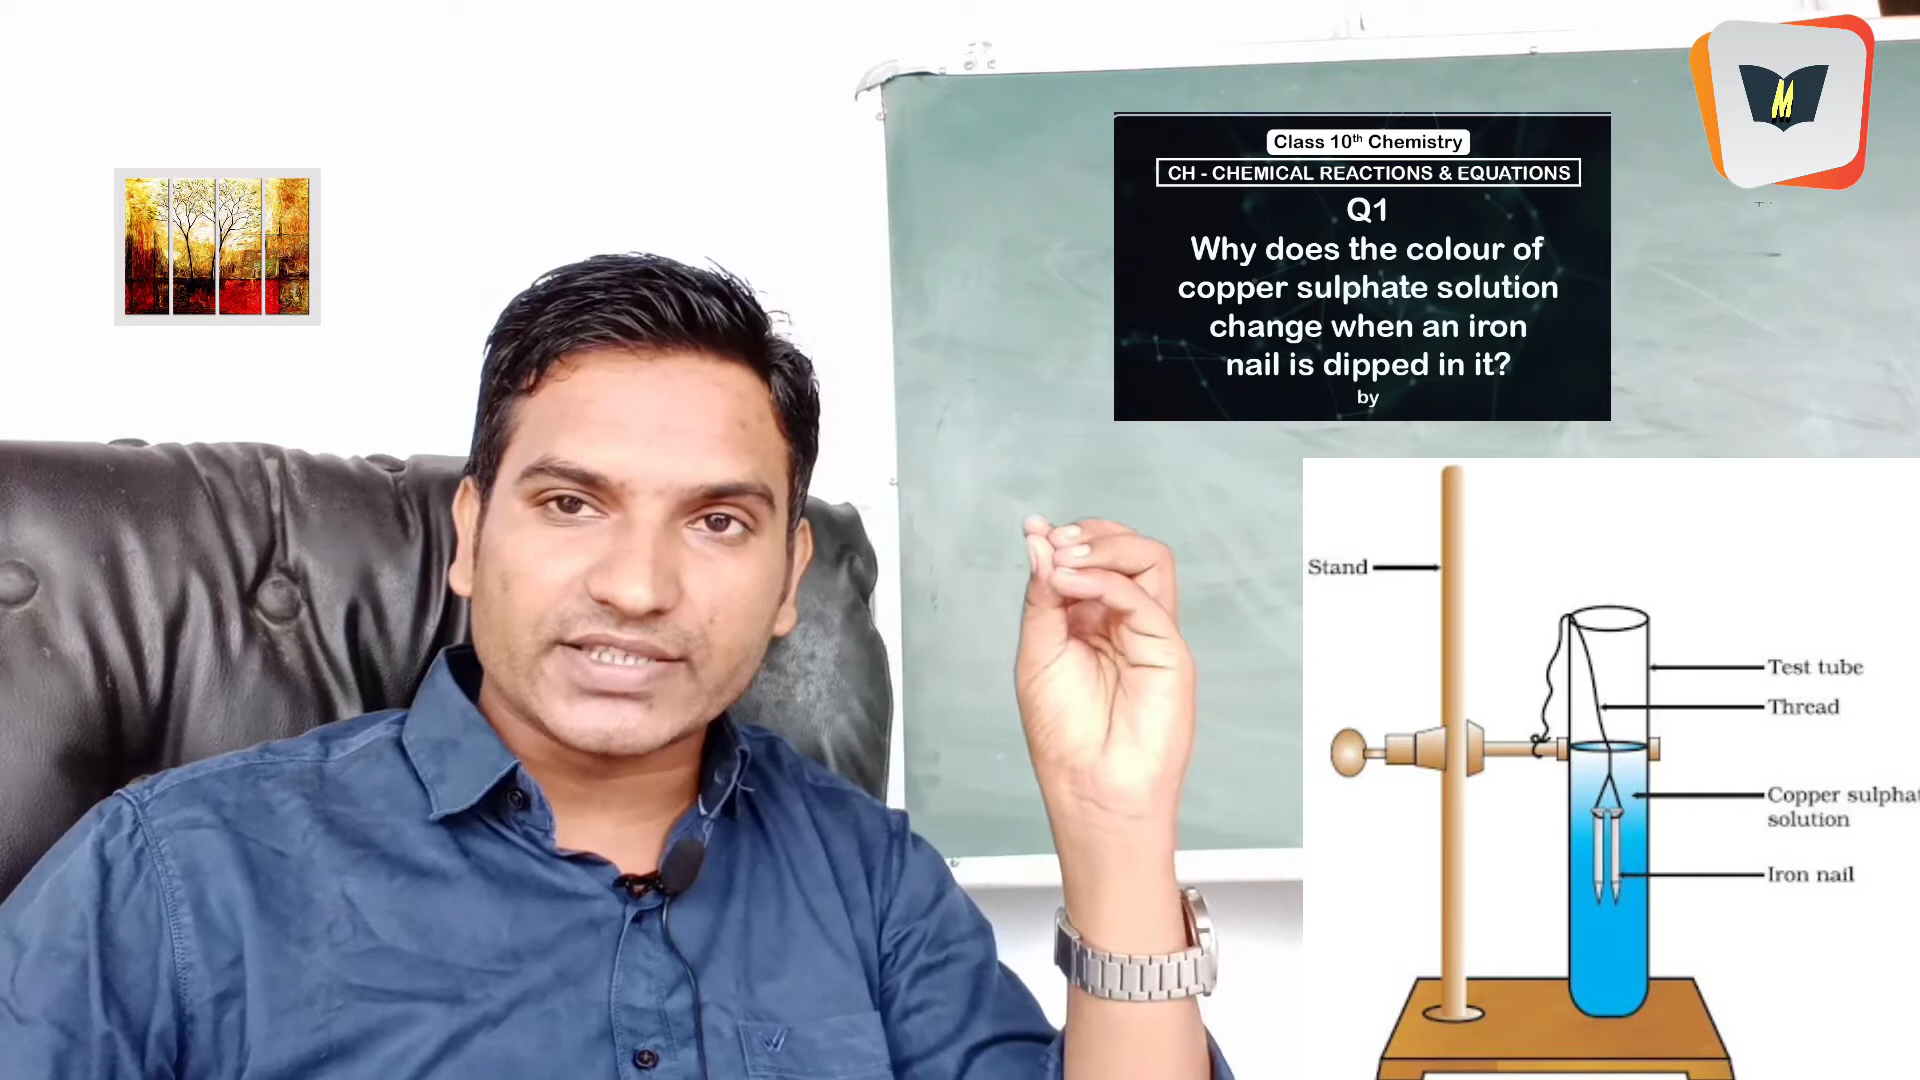 M
Class 10th Chemistry
CH - CHEMICAL REACTIONS & EQUATIONS
Q1
Why does the colour of
copper sulphate solution
change when an iron
nail is dipped in it?
by
Stand
Test tube
Thread
Copper sulphat
solution
Iron nail